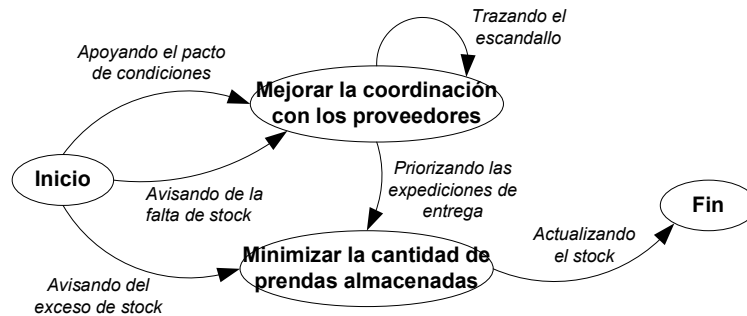 Trazando el
escandallo
Apoyando el pacto
de condiciones
Mejorar la coordinación
con los proveedores
Priorizando las
expediciones de
entrega
Inicio
Avisando de la
falta de stock
Fin
Actualizando
el stock
Minimizar la cantidad de
prendas almacenadas
Avisando del
exceso de stock